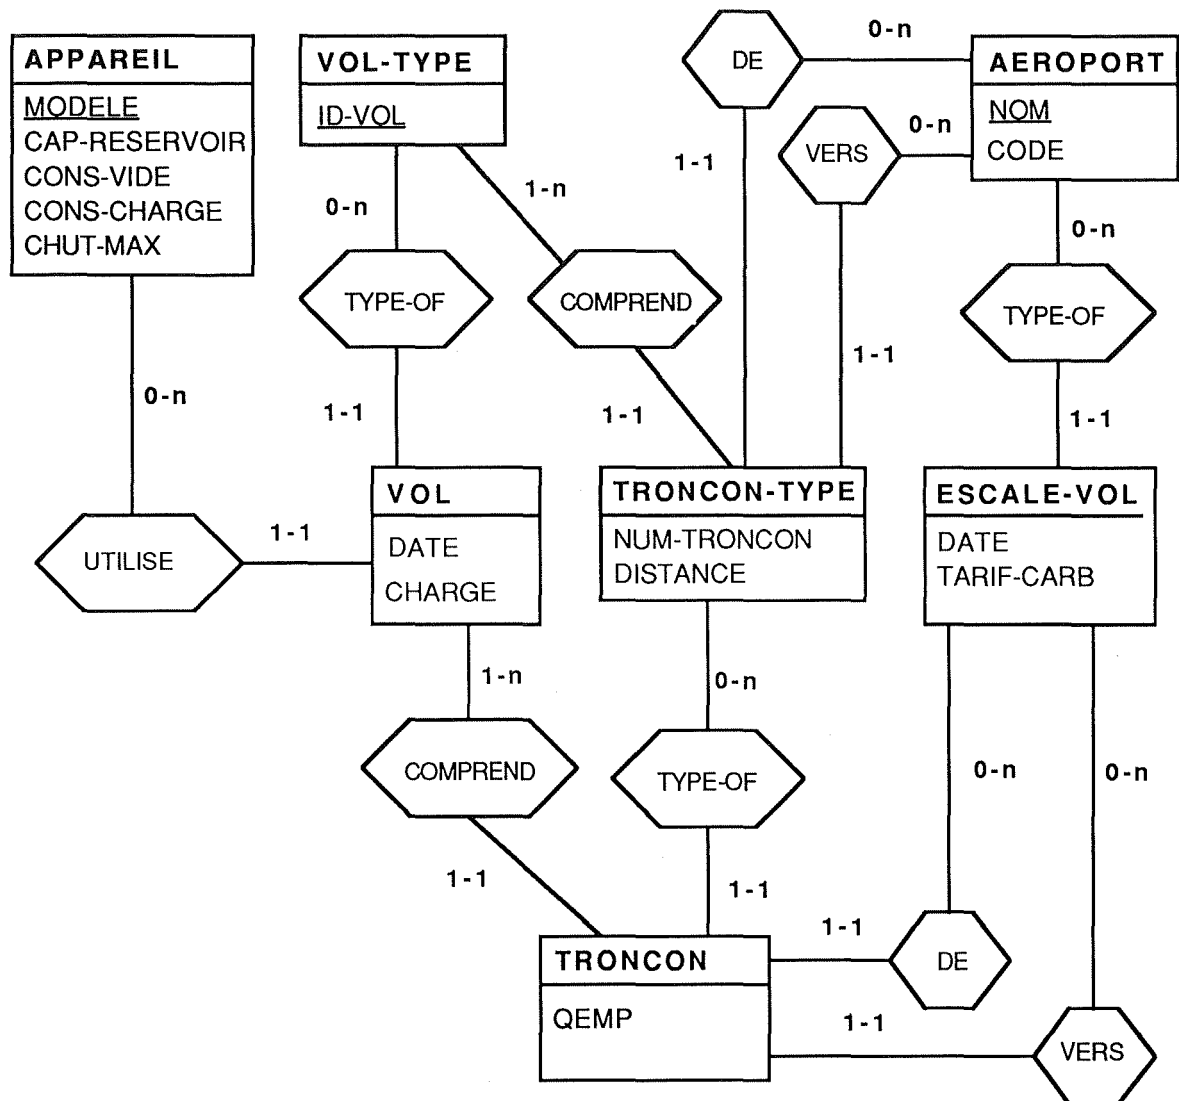 APPAREIL
MODELE
CAP-RESERVOIR
CONS-VIDE
CONS-CHARGE
CHUT-MAX
VOL-TYPE
ID-VOL
DE
0-n
AEROPORT
NOM
CODE
VERS
0-n
1-1
1-n
0-n
0-n
TYPE-OF
COMPREND
TYPE-OF
1-1
0-n
1-1
1-1
1-1
VOL
DATE
CHARGE
TRONCON-TYPE
NUM-TRONCON
DISTANCE
ESCALE-VOL
DATE
TARIF-CARB
UTILISE
1-1
1-n
0-n
COMPREND
TYPE-OF
0-n
0-n
1-1
1-1
1-1
TRONCON
QEMP
DE
1-1
VERS